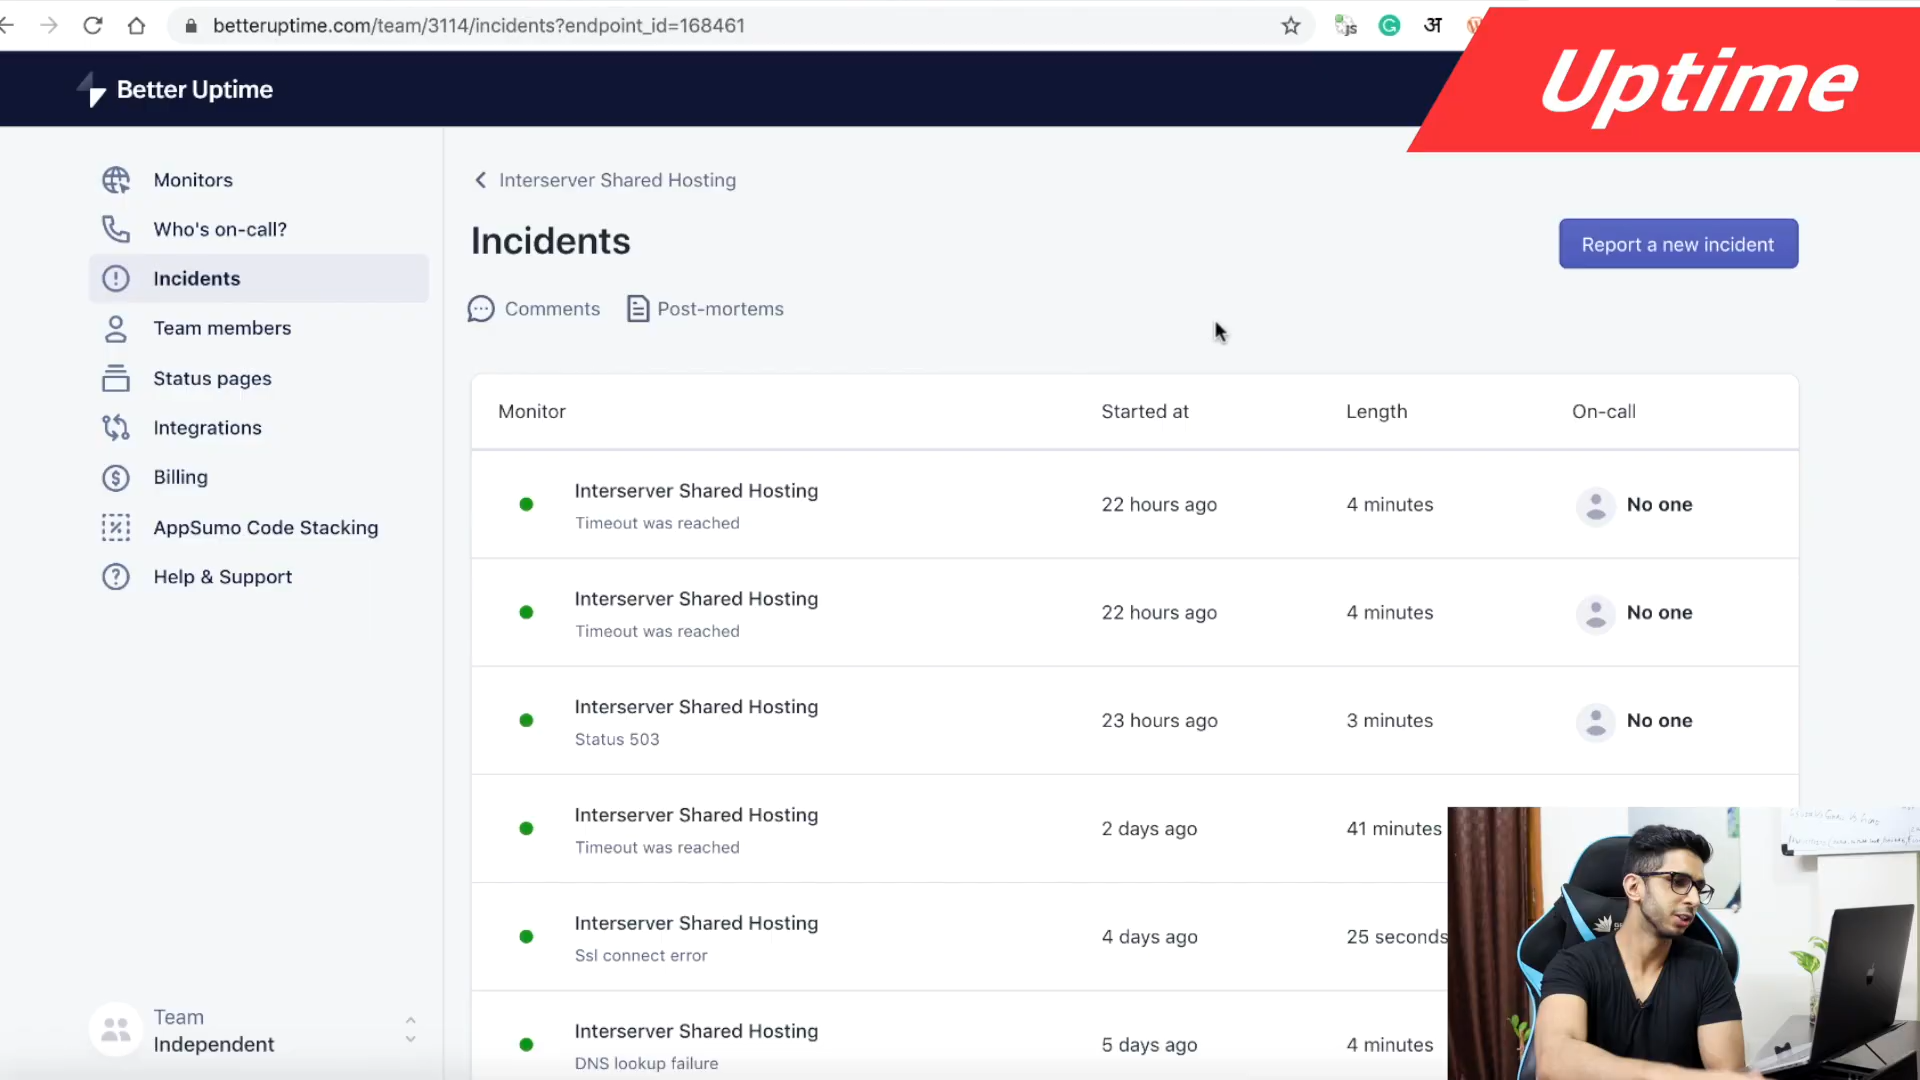 betteruptime.com/team/3114/incidents?endpoint_id=168461
अ
Uptime
Better Uptime
Monitors
Who's on-call?
Incidents
Team members
Status pages
Integrations
Billing
AppSumo Code Stacking
Help & Support
Team
Independent
Interserver Shared Hosting
Incidents
Report a new incident
Comments
Post-mortems
Monitor Started at Length On-call
Interserver Shared Hosting
Timeout was reached
22 hours ago 4 minutes No one
Interserver Shared Hosting
Timeout was reached
22 hours ago 4 minutes No one
Interserver Shared Hosting
Status 503
23 hours ago 3 minutes No one
Interserver Shared Hosting
Timeout was reached
2 days ago 41 minutes
Interserver Shared Hosting
Ssl connect error
4 days ago 25 seconds
Interserver Shared Hosting
DNS lookup failure
5 days ago 4 minutes